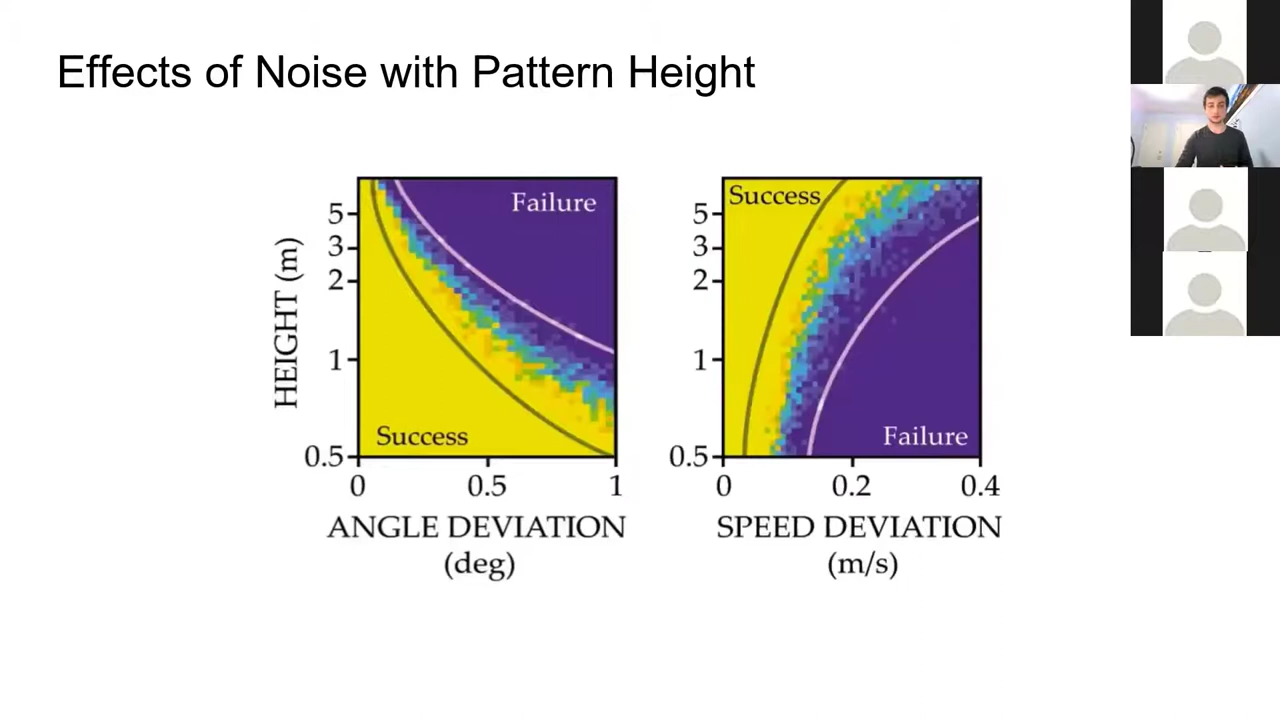 Effects of Noise with Pattern Height
HEIGHT (m)
5
3
2
1
0.5
Failure
Success
0
0.5
1
ANGLE DEVIATION
(deg)
5
3
2
1
0.5
Success
Failure
0
0.2
0.4
SPEED DEVIATION
(m/s)